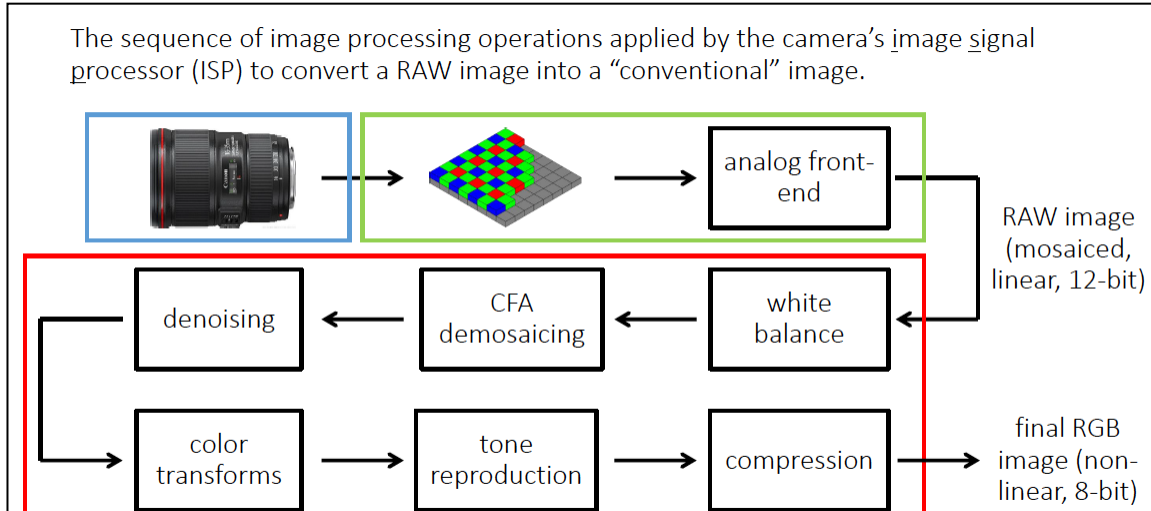 The sequence of image processing operations applied by the camera's image signal
processor (ISP) to convert a RAW image into a “conventional” image.
analog front-
end
RAW image
(mosaiced,
linear, 12-bit)
denoising
CFA
demosaicing
white
balance
color
transforms
tone
reproduction
compression
final RGB
image (non-
linear, 8-bit)